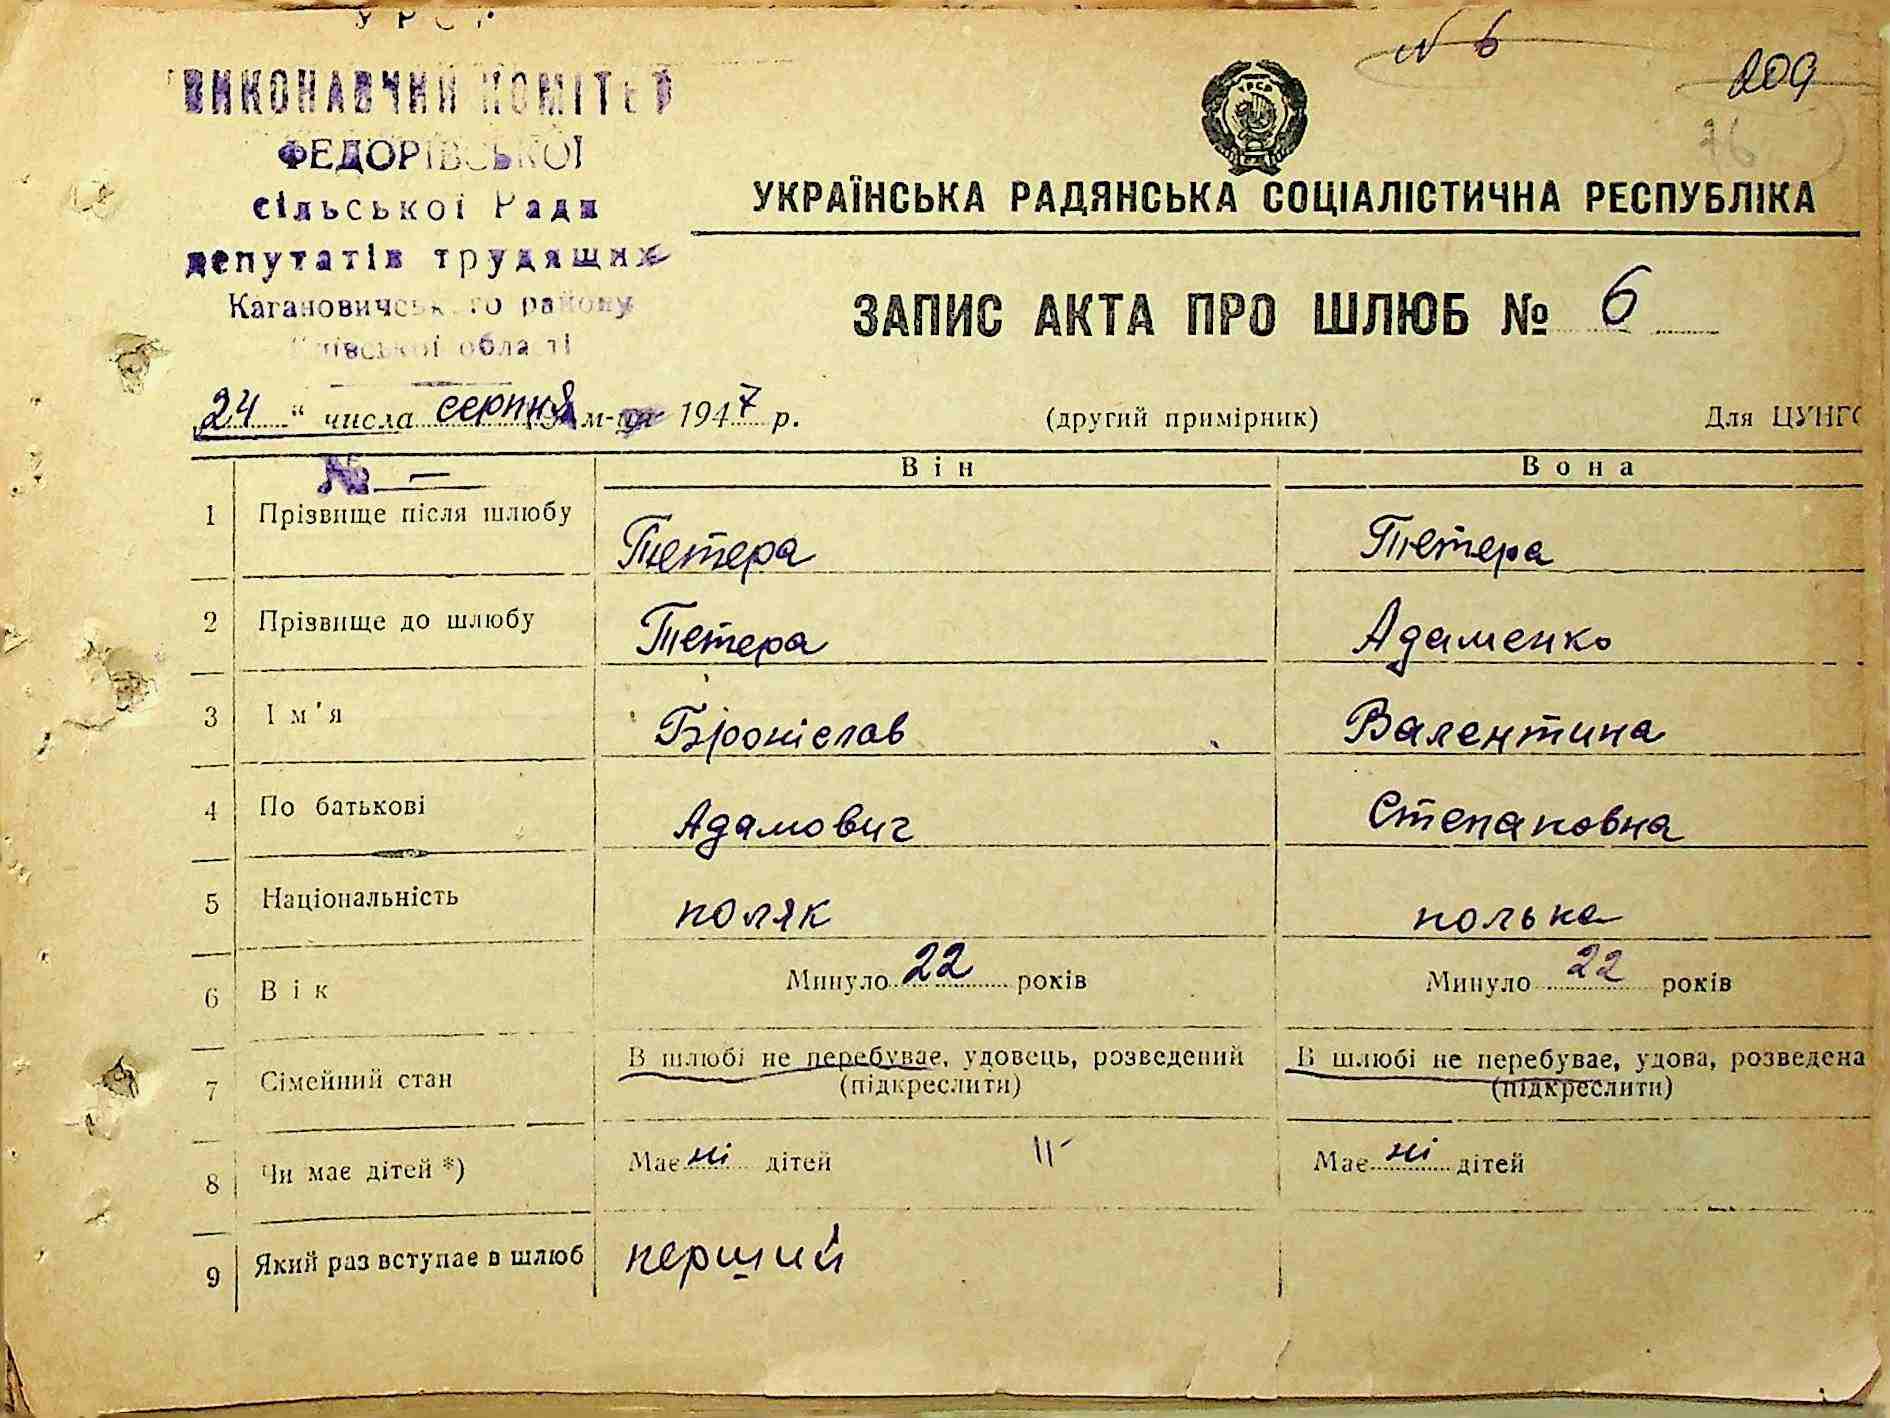 УРСР
ВИКОНАВЧИЙ КОМІТЕТ
ФЕДОРІВСЬКОЇ
сільської Ради
депутатів трудящих
Кагановичського району
Київської області
N 6
209
76
УРСР
УКРАЇНСЬКА РАДЯНСЬКА СОЦІАЛІСТИЧНА РЕСПУБЛІКА
ЗАПИС АКТА ПРО ШЛЮБ № 6
„24“ числа серпня м-ця 1947 р. (другий примірник) Для ЦУНГО
№ —
Він Вона
1 Прізвище після шлюбу Тетера Тетера
2 Прізвище до шлюбу Тетера Адаменко
3 Ім'я Броніслав Валентина
4 По батькові Адамович Степановна
5 Національність поляк полька
6 Вік Минуло 22 років Минуло 22 років
7 Сімейний стан В шлюбі не перебуває, удовець, розведений (підкреслити) В шлюбі не перебуває, удова, розведена (підкреслити)
8 Чи має дітей *) Має ні дітей Має ні дітей
9 Який раз вступає в шлюб перший